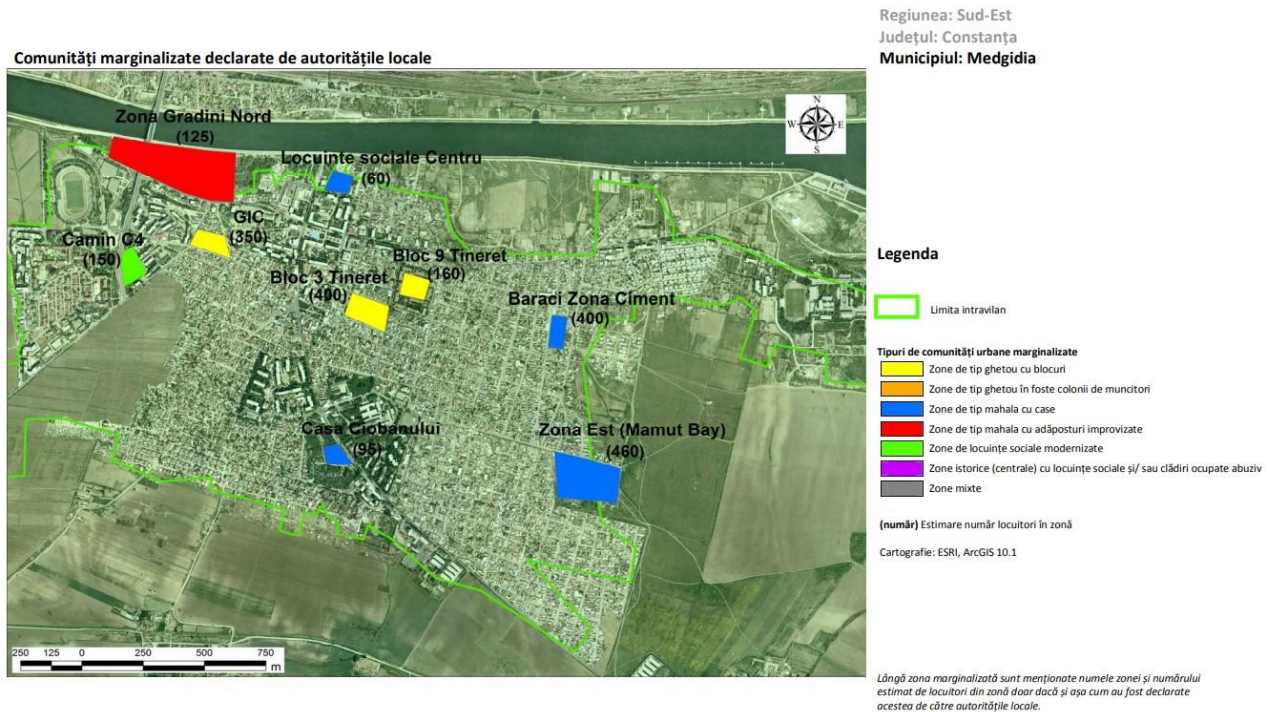 Regiunea: Sud-Est
Județul: Constanța
Municipiul: Medgidia
Comunități marginalizate declarate de autoritățile locale
Zona Gradini Nord
(125)
Locuinte sociale Centru
(60)
GIC
(350)
Camin C4
(150)
Bloc 9 Tineret
(160)
Bloc 3 Tineret
(400)
Baraci Zona Ciment
(400)
Casa Ciobanului
(95)
Zona Est (Mamut Bay)
(460)
N
W E
S
250 125 0 250 500 750
m
Legenda
Limita intravilan
Tipuri de comunități urbane marginalizate
Zone de tip ghetou cu blocuri
Zone de tip ghetou în foste colonii de muncitori
Zone de tip mahala cu case
Zone de tip mahala cu adăposturi improvizate
Zone de locuințe sociale modernizate
Zone istorice (centrale) cu locuințe sociale și/ sau clădiri ocupate abuziv
Zone mixte
(număr) Estimare număr locuitori în zonă
Cartografie: ESRI, ArcGIS 10.1
Lângă zona marginalizată sunt menționate numele zonei și numărului
estimat de locuitori din zonă doar dacă și așa cum au fost declarate
acestea de către autoritățile locale.